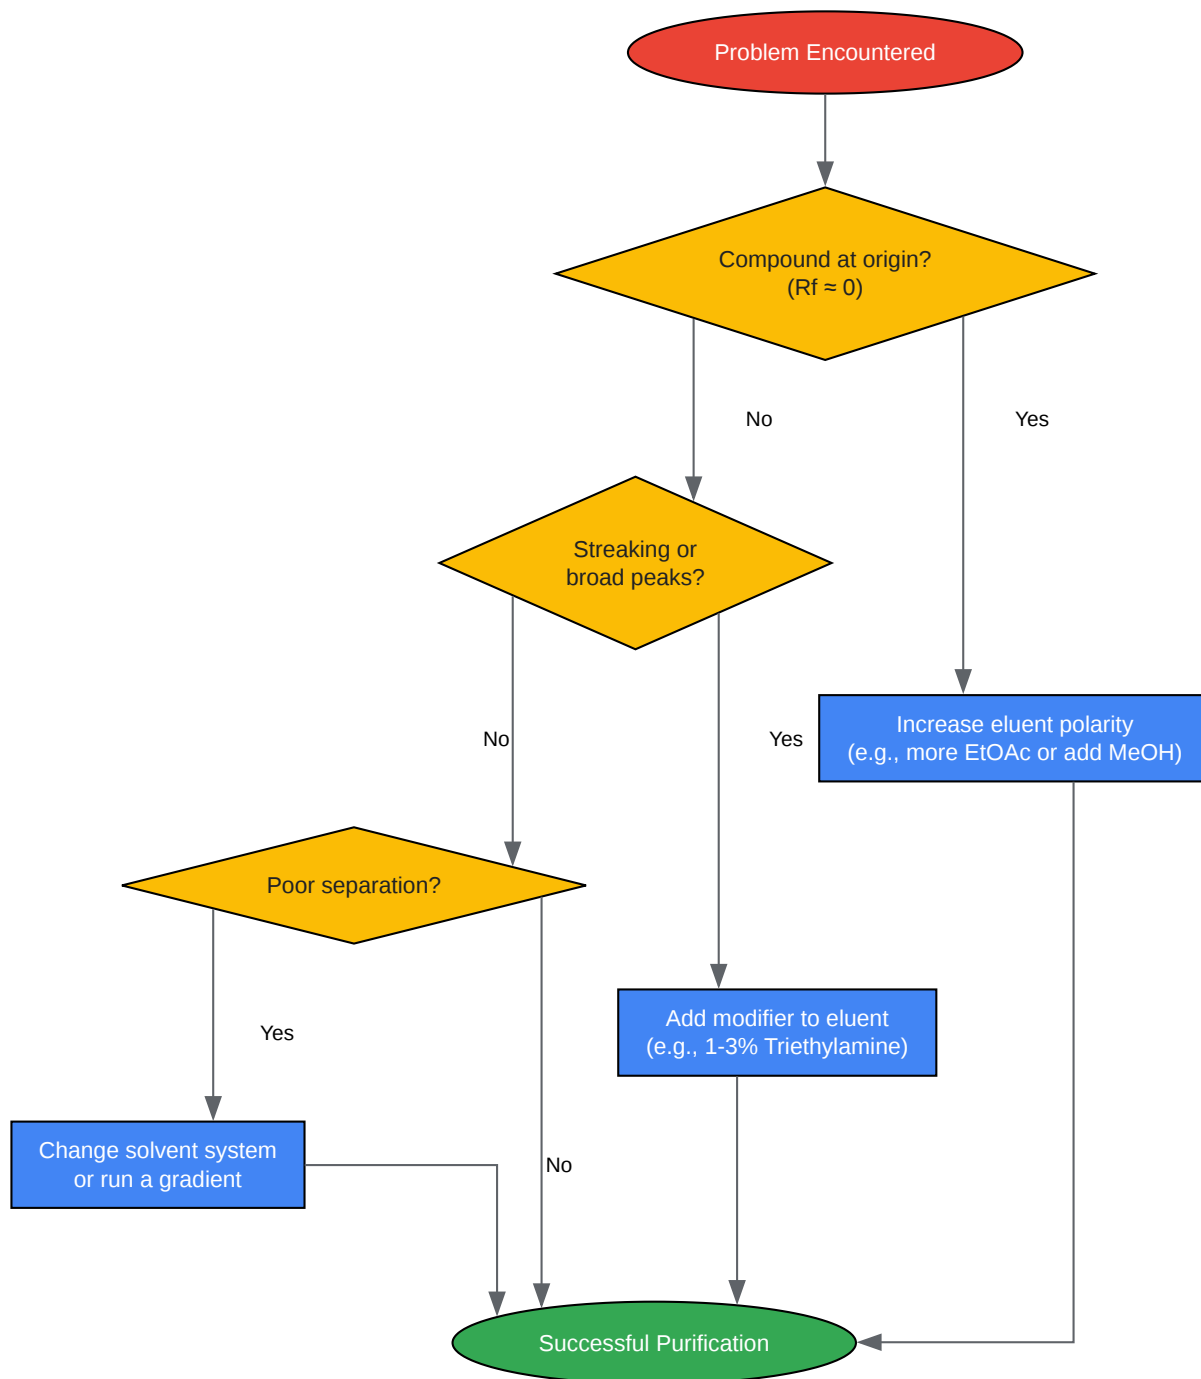 Problem Encountered
Compound at origin?
(Rf ≈ 0)
No
Yes
Streaking or
broad peaks?
No
Yes
Increase eluent polarity
(e.g., more EtOAc or add MeOH)
Poor separation?
Yes
Add modifier to eluent
(e.g., 1-3% Triethylamine)
Change solvent system
or run a gradient
No
Successful Purification